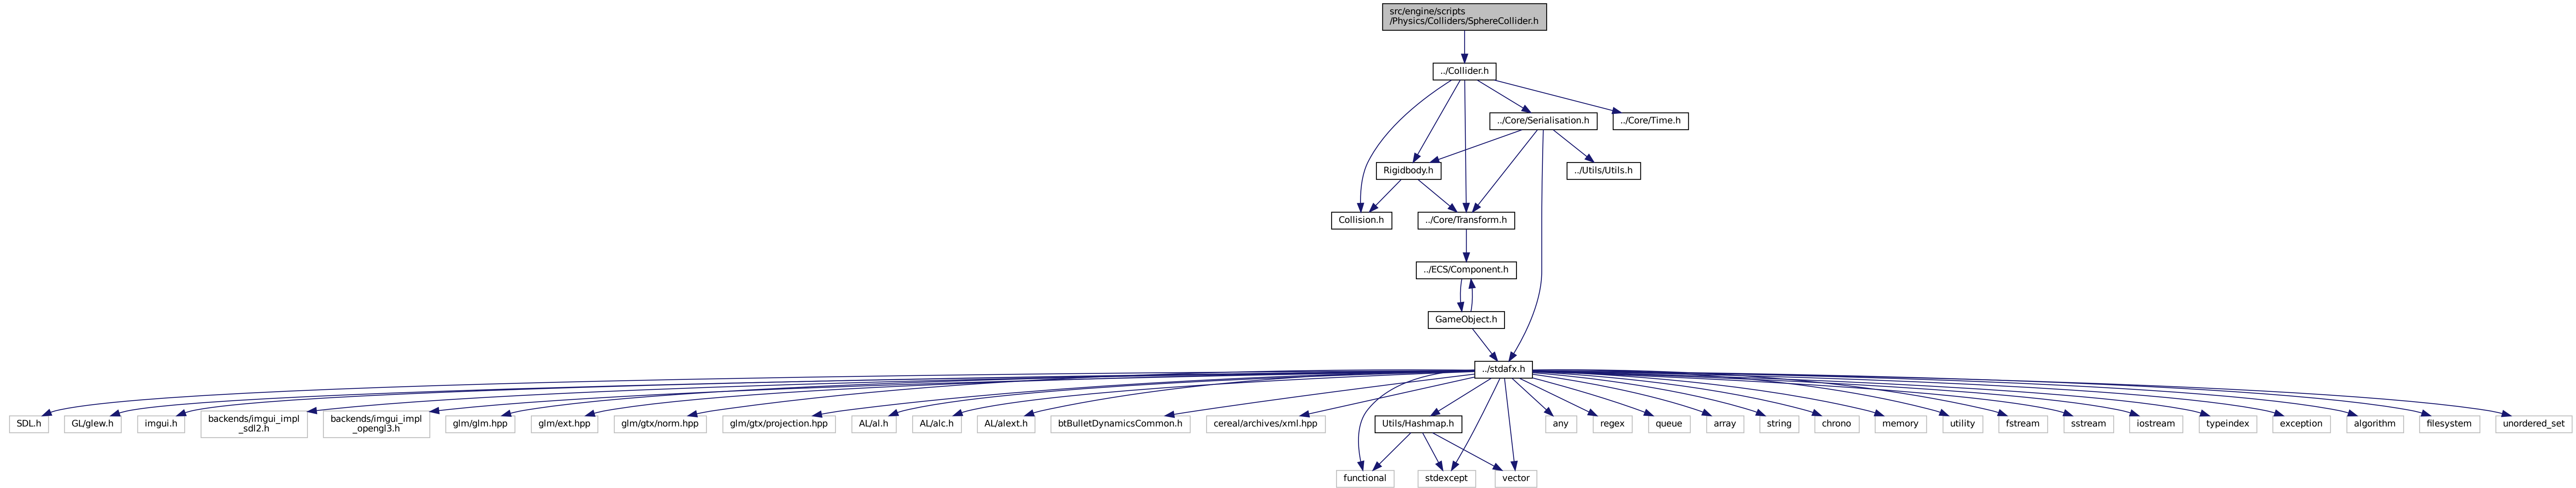 src/engine/scripts
/Physics/Colliders/SphereCollider.h
../Collider.h
../Core/Serialisation.h
../Core/Time.h
Rigidbody.h
../Utils/Utils.h
Collision.h
../Core/Transform.h
../ECS/Component.h
GameObject.h
../stdafx.h
SDL.h
GL/glew.h
imgui.h
backends/imgui_impl
_sdl2.h
backends/imgui_impl
_opengl3.h
glm/glm.hpp
glm/ext.hpp
glm/gtx/norm.hpp
glm/gtx/projection.hpp
AL/al.h
AL/alc.h
AL/alext.h
btBulletDynamicsCommon.h
cereal/archives/xml.hpp
Utils/Hashmap.h
any
regex
queue
array
string
chrono
memory
utility
fstream
sstream
iostream
typeindex
exception
algorithm
filesystem
unordered_set
functional
stdexcept
vector